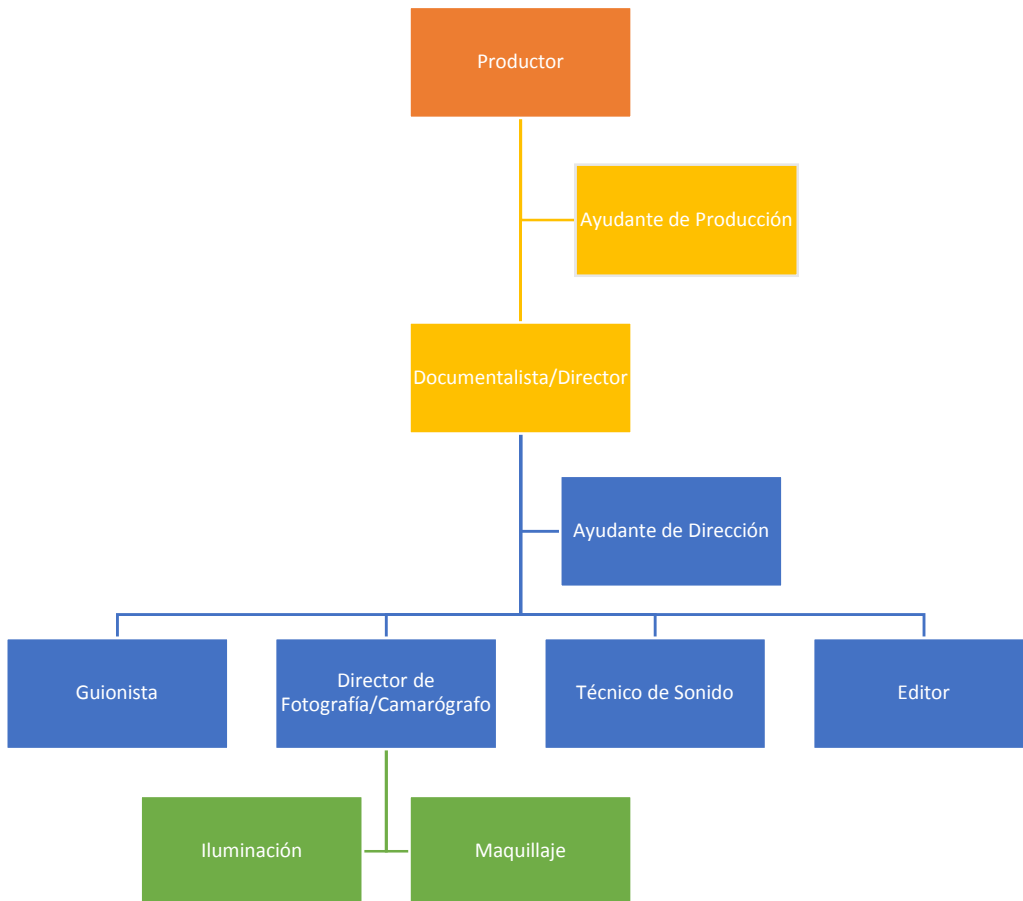 Productor
Ayudante de Producción
Documentalista/Director
Ayudante de Dirección
Guionista
Director de
Fotografía/Camarógrafo
Técnico de Sonido
Editor
Iluminación
Maquillaje